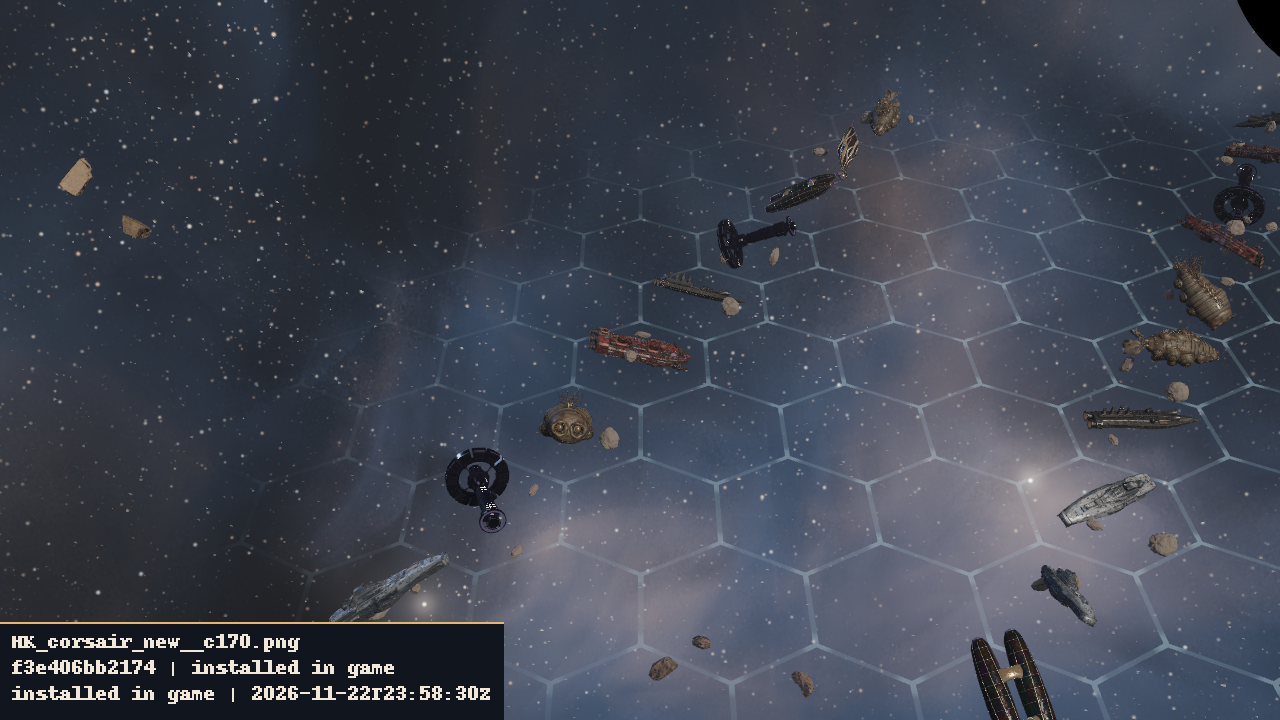 HK_corsair_new__c170.png
f3e406bb2174 | installed in game
installed in game | 2026-11-22T23:58:30Z